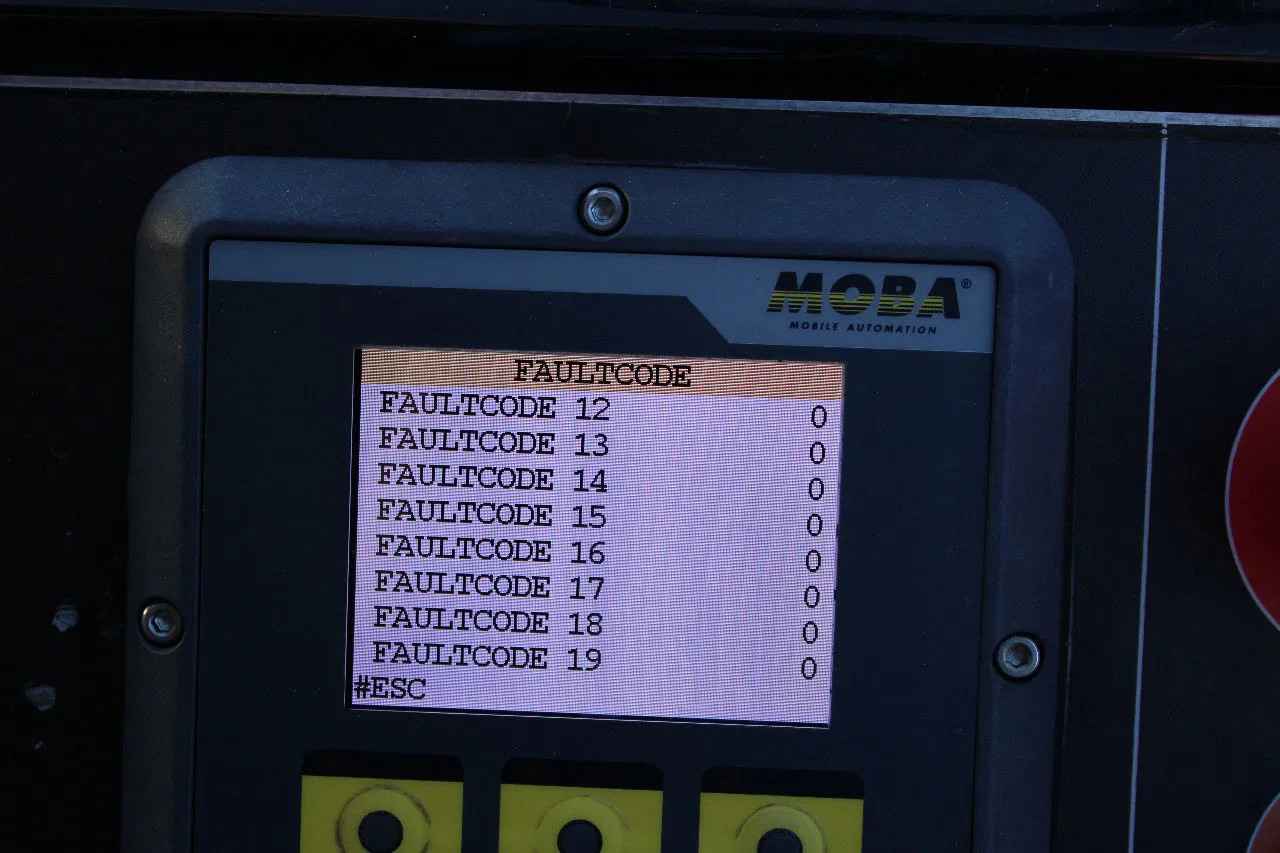 MOBA®
MOBILE AUTOMATION
FAULTCODE
FAULTCODE 12 0
FAULTCODE 13 0
FAULTCODE 14 0
FAULTCODE 15 0
FAULTCODE 16 0
FAULTCODE 17 0
FAULTCODE 18 0
FAULTCODE 19 0
#ESC